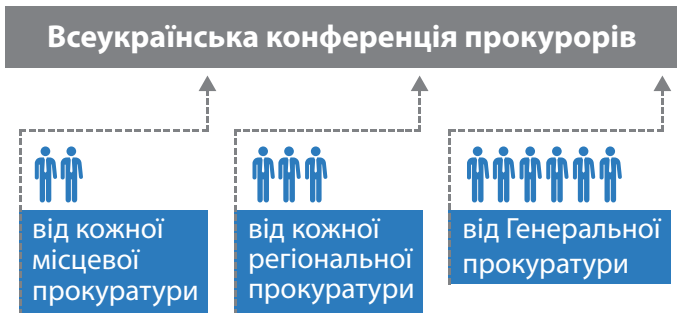 Всеукраїнська конференція прокурорів
від кожної
місцевої
прокуратури
від кожної
регіональної
прокуратури
від Генеральної
прокуратури